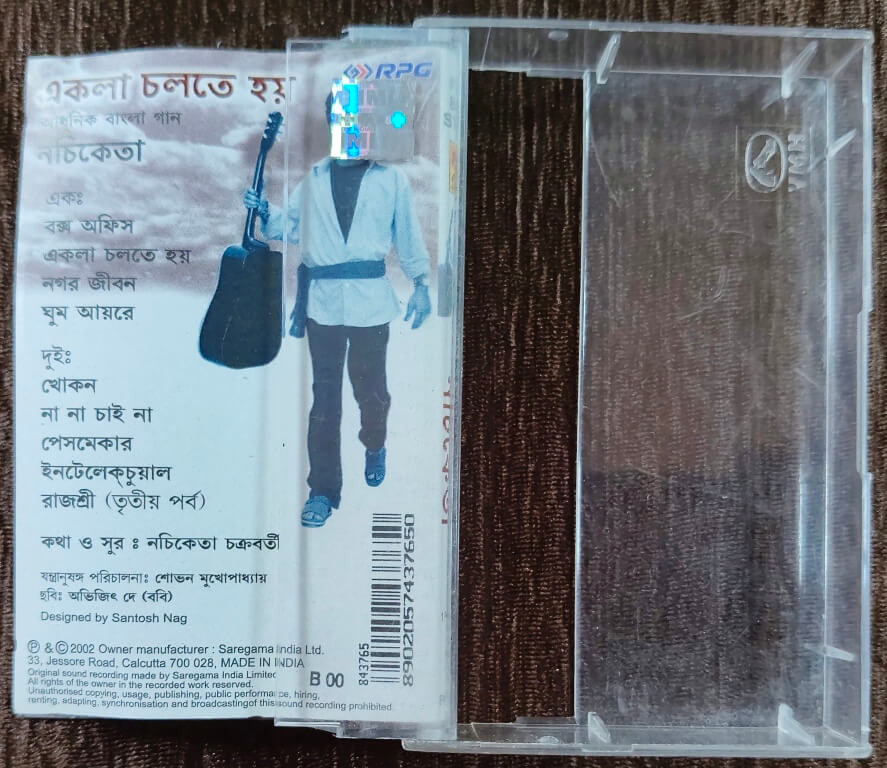 একলা চলতে হয়
RPG
আধুনিক বাংলা গান
নচিকেতা
একঃ
বক্স অফিস
একলা চলতে হয়
নগর জীবন
ঘুম আয়রে
দুইঃ
খোকন
না না চাই না
পেসমেকার
ইনটেলেক্‌চুয়াল
রাজশ্রী (তৃতীয় পর্ব)
কথা ও সুর ঃ নচিকেতা চক্রবর্তী
যন্ত্রানুষঙ্গ পরিচালনাঃ শোভন মুখোপাধ্যায়
ছবিঃ অভিজিৎ দে (ববি)
Designed by Santosh Nag
Ⓟ & © 2002 Owner manufacturer : Saregama India Ltd.
33, Jessore Road, Calcutta 700 028, MADE IN INDIA
Original sound recording made by Saregama India Limited
All rights of the owner in the recorded work reserved.
Unauthorised copying, usage, publishing, public performance, hiring,
renting, adapting, synchronisation and broadcastingof this sound recording prohibited.
B 00
843765
8902057437650
HMV